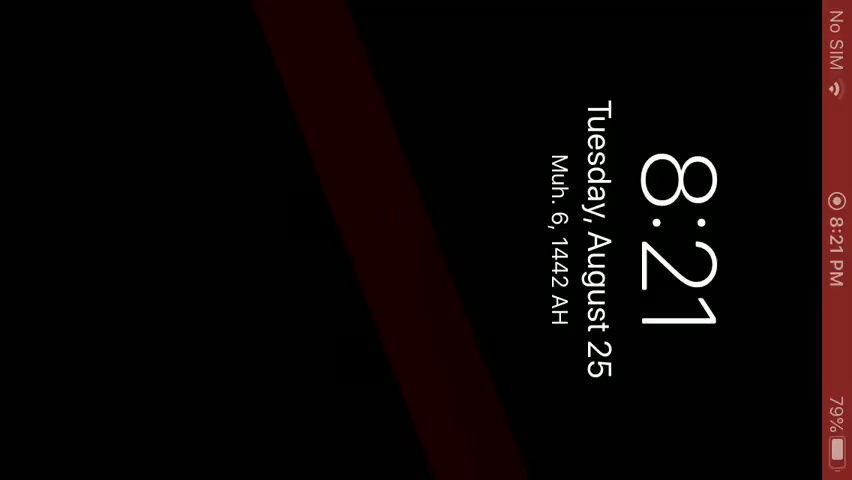 No SIM 8:21 PM 79%
8:21
Tuesday, August 25
Muh. 6, 1442 AH